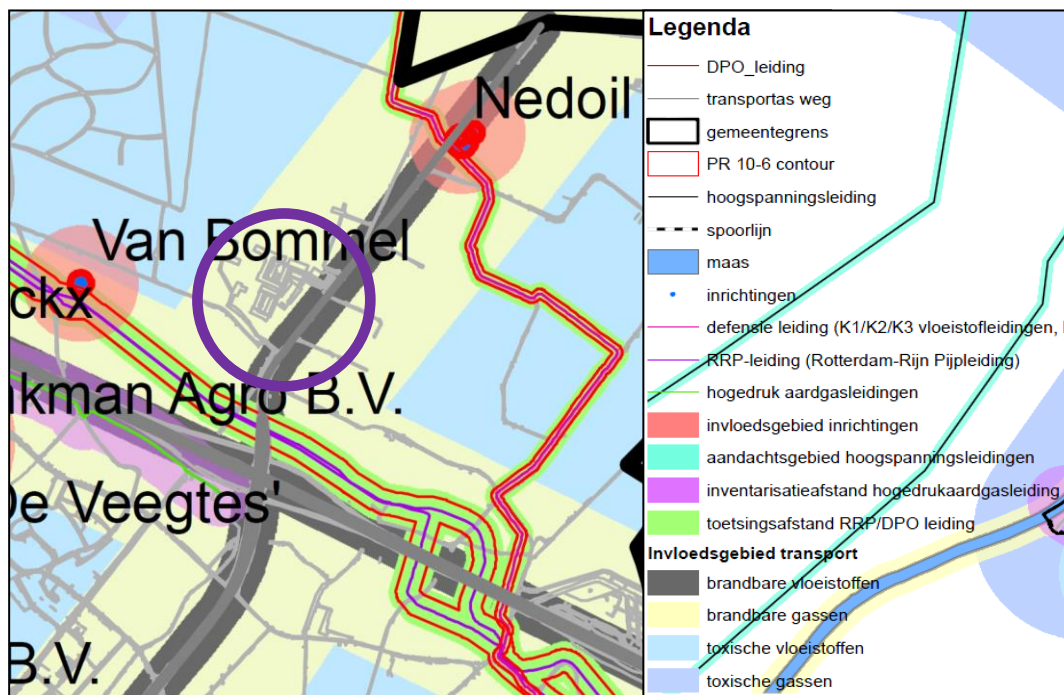 Nedoil
Van Bommel
ckx
nkman Agro B.V.
De Veegtes'
B.V.
Legenda
DPO_leiding
transportas weg
gemeentegrens
PR 10-6 contour
hoogspanningsleiding
spoorlijn
maas
inrichtingen
defensie leiding (K1/K2/K3 vloeistofleidingen,
RRP-leiding (Rotterdam-Rijn Pijpleiding)
hogedruk aardgasleidingen
invloedsgebied inrichtingen
aandachtsgebied hoogspanningsleidingen
inventarisatieafstand hogedrukaardgasleiding
toetsingsafstand RRP/DPO leiding
Invloedsgebied transport
brandbare vloeistoffen
brandbare gassen
toxische vloeistoffen
toxische gassen